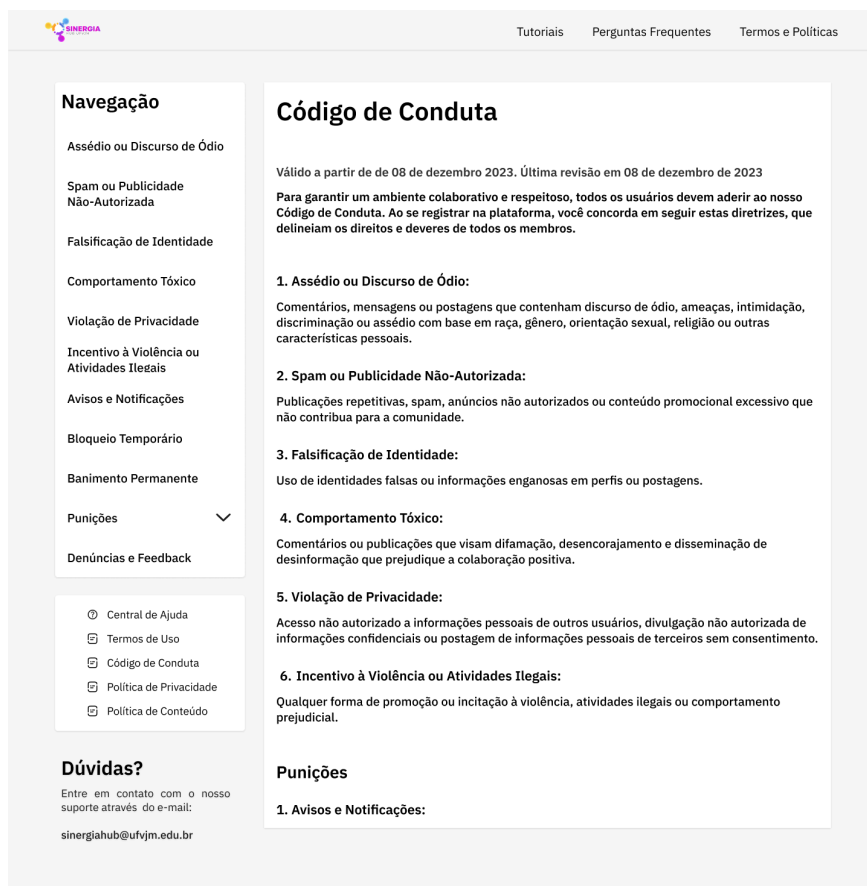 SINERGIA
Tutoriais
Perguntas Frequentes
Termos e Políticas
Navegação
Assédio ou Discurso de Ódio
Spam ou Publicidade
Não-Autorizada
Falsificação de Identidade
Comportamento Tóxico
Violação de Privacidade
Incentivo à Violência ou
Atividades Ilegais
Avisos e Notificações
Bloqueio Temporário
Banimento Permanente
Punições
Denúncias e Feedback
Central de Ajuda
Termos de Uso
Código de Conduta
Política de Privacidade
Política de Conteúdo
Dúvidas?
Entre em contato com o nosso
suporte através do e-mail:
sinergiahub@ufvjm.edu.br
Código de Conduta
Válido a partir de de 08 de dezembro 2023. Última revisão em 08 de dezembro de 2023
Para garantir um ambiente colaborativo e respeitoso, todos os usuários devem aderir ao nosso
Código de Conduta. Ao se registrar na plataforma, você concorda em seguir estas diretrizes, que
delineiam os direitos e deveres de todos os membros.
1. Assédio ou Discurso de Ódio:
Comentários, mensagens ou postagens que contenham discurso de ódio, ameaças, intimidação,
discriminação ou assédio com base em raça, gênero, orientação sexual, religião ou outras
características pessoais.
2. Spam ou Publicidade Não-Autorizada:
Publicações repetitivas, spam, anúncios não autorizados ou conteúdo promocional excessivo que
não contribua para a comunidade.
3. Falsificação de Identidade:
Uso de identidades falsas ou informações enganosas em perfis ou postagens.
4. Comportamento Tóxico:
Comentários ou publicações que visam difamação, desencorajamento e disseminação de
desinformação que prejudique a colaboração positiva.
5. Violação de Privacidade:
Acesso não autorizado a informações pessoais de outros usuários, divulgação não autorizada de
informações confidenciais ou postagem de informações pessoais de terceiros sem consentimento.
6. Incentivo à Violência ou Atividades Ilegais:
Qualquer forma de promoção ou incitação à violência, atividades ilegais ou comportamento
prejudicial.
Punições
1. Avisos e Notificações: